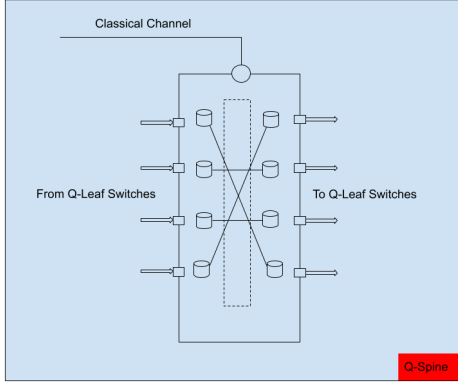 Classical Channel
From Q-Leaf Switches
To Q-Leaf Switches
Q-Spine